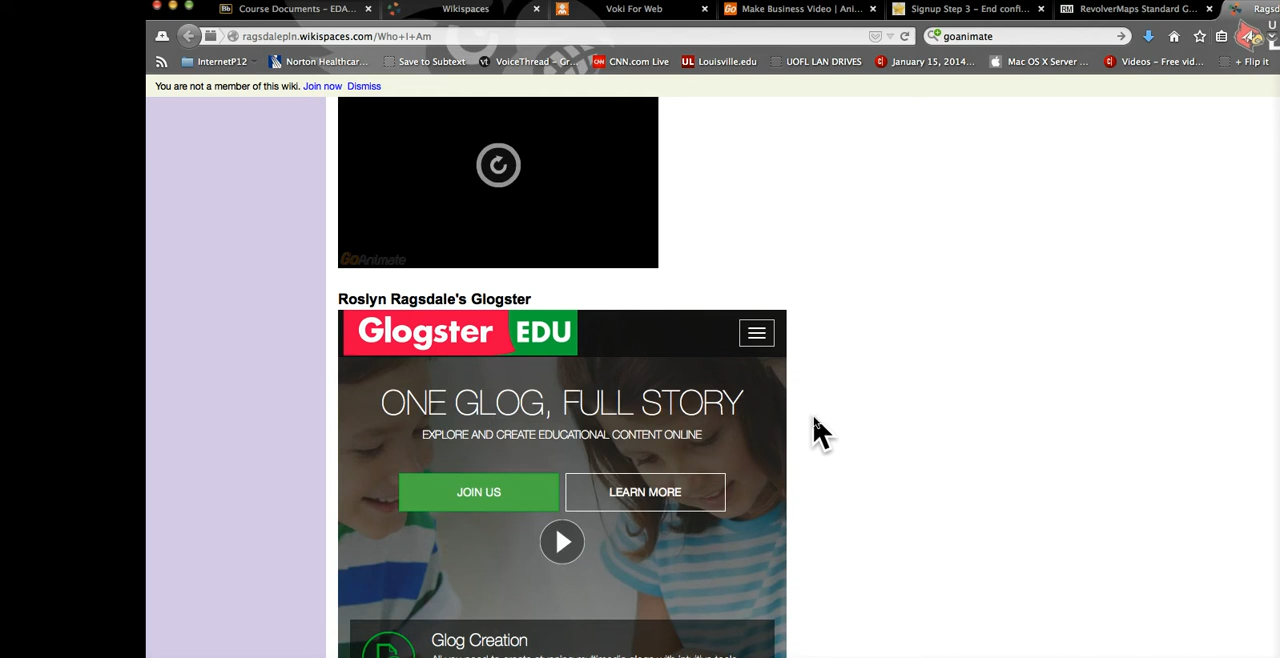 Course Documents – EDA... Wikispaces Voki For Web Make Business Video | Ani... Signup Step 3 – End confi... RevolverMaps Standard G... Ragsd
ragsdalepln.wikispaces.com/Who+I+Am goanimate
InternetP12 Norton Healthcar... Save to Subtext VoiceThread – Gr... CNN.com Live Louisville.edu UOFL LAN DRIVES January 15, 2014... Mac OS X Server ... Videos – Free vid... + Flip it
You are not a member of this wiki. Join now Dismiss
GoAnimate
Roslyn Ragsdale's Glogster
Glogster EDU
ONE GLOG, FULL STORY
EXPLORE AND CREATE EDUCATIONAL CONTENT ONLINE
JOIN US LEARN MORE
Glog Creation